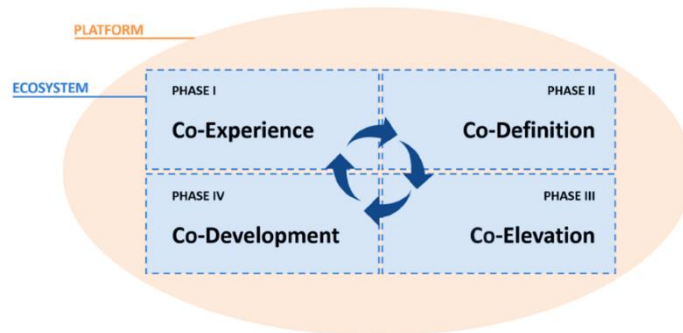 PLATFORM
ECOSYSTEM
PHASE I
Co-Experience
PHASE II
Co-Definition
PHASE IV
Co-Development
PHASE III
Co-Elevation